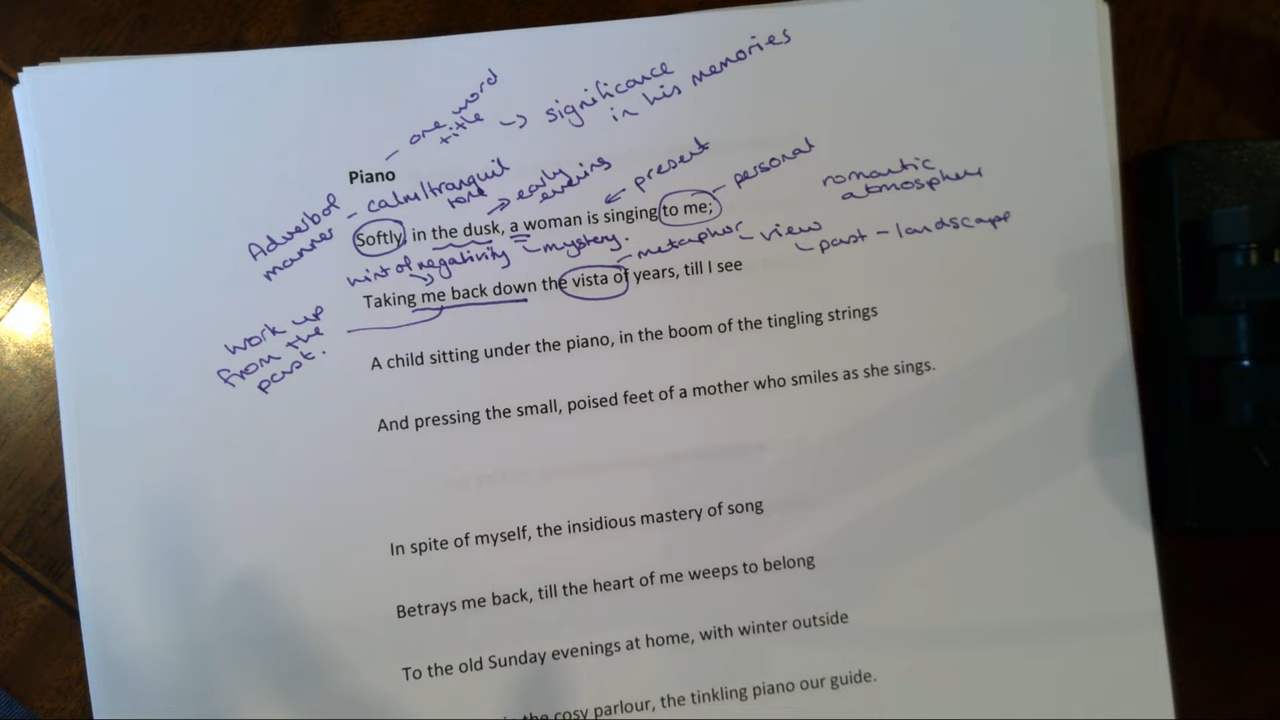 one word
title
→ significance
in his memories
Piano
Adverb of
manner
calm/tranquil
tone
early
evening
present
personal
romantic
atmosphere
Softly, in the dusk, a woman is singing to me;
hint of negativity
mystery.
metaphor
view
past - landscape
Taking me back down the vista of years, till I see
work up
from the
past.
A child sitting under the piano, in the boom of the tingling strings
And pressing the small, poised feet of a mother who smiles as she sings.
In spite of myself, the insidious mastery of song
Betrays me back, till the heart of me weeps to belong
To the old Sunday evenings at home, with winter outside
the cosy parlour, the tinkling piano our guide.